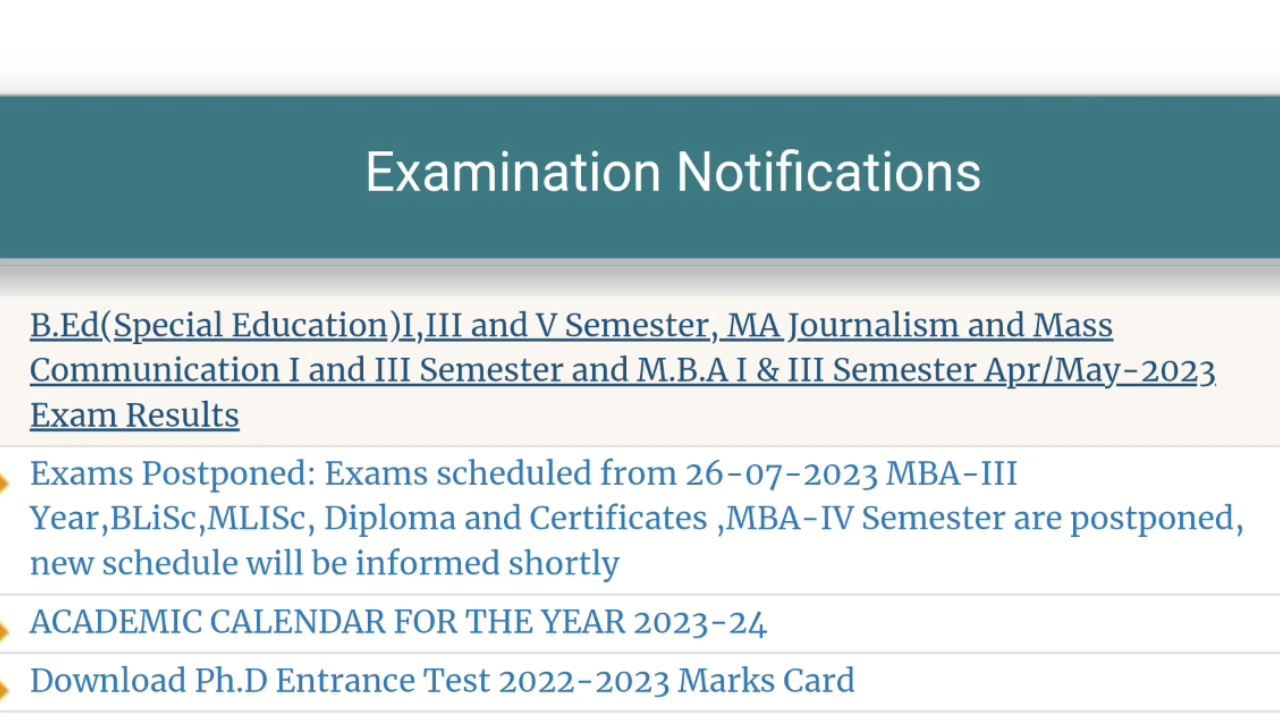 Examination Notifications
B.Ed(Special Education)I,III and V Semester, MA Journalism and Mass
Communication I and III Semester and M.B.A I & III Semester Apr/May-2023
Exam Results
Exams Postponed: Exams scheduled from 26-07-2023 MBA-III
Year,BLiSc,MLISc, Diploma and Certificates ,MBA-IV Semester are postponed,
new schedule will be informed shortly
ACADEMIC CALENDAR FOR THE YEAR 2023-24
Download Ph.D Entrance Test 2022-2023 Marks Card